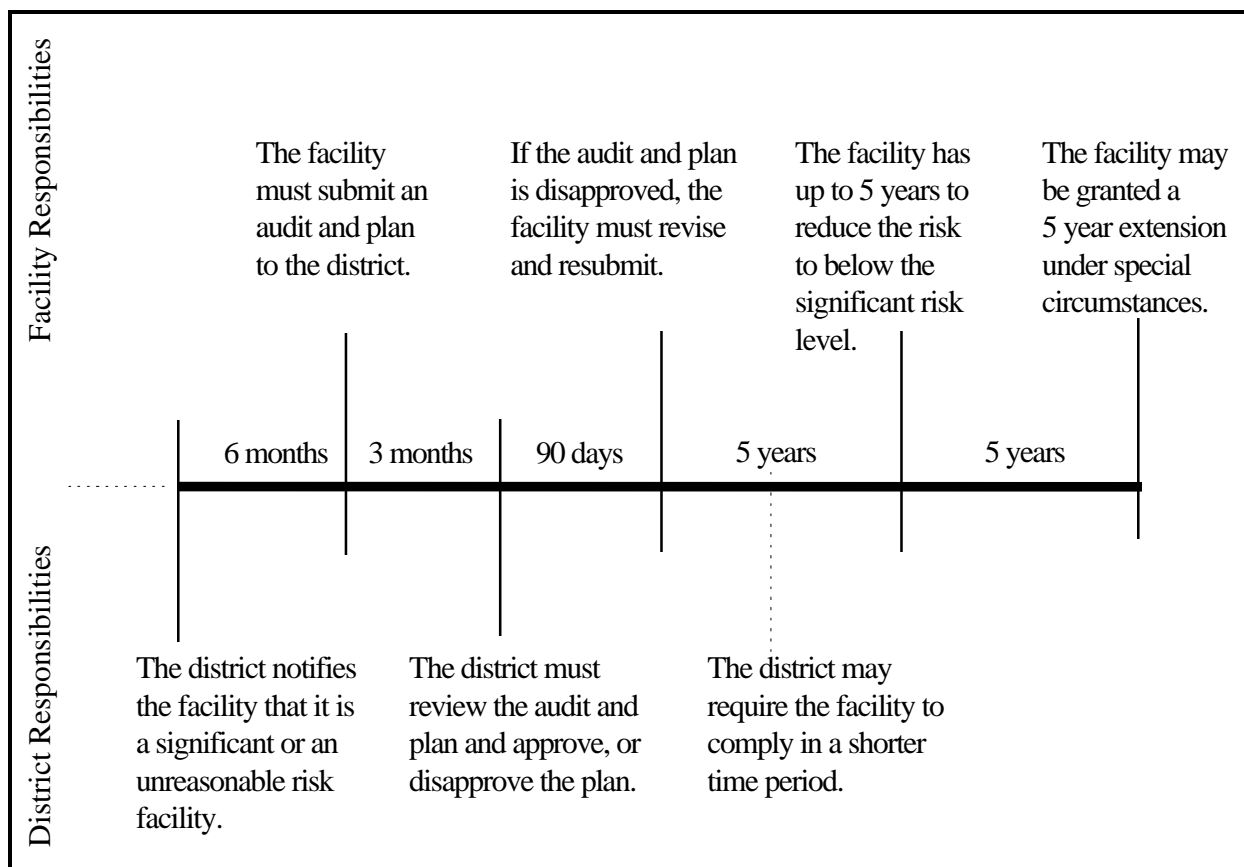 Facility Responsibilities
The facility
must submit an
audit and plan
to the district.
If the audit and plan
is disapproved, the
facility must revise
and resubmit.
The facility has
up to 5 years to
reduce the risk
to below the
significant risk
level.
The facility may
be granted a
5 year extension
under special
circumstances.
6 months
3 months
90 days
5 years
5 years
District Responsibilities
The district notifies
the facility that it is
a significant or an
unreasonable risk
facility.
The district must
review the audit and
plan and approve, or
disapprove the plan.
The district may
require the facility to
comply in a shorter
time period.